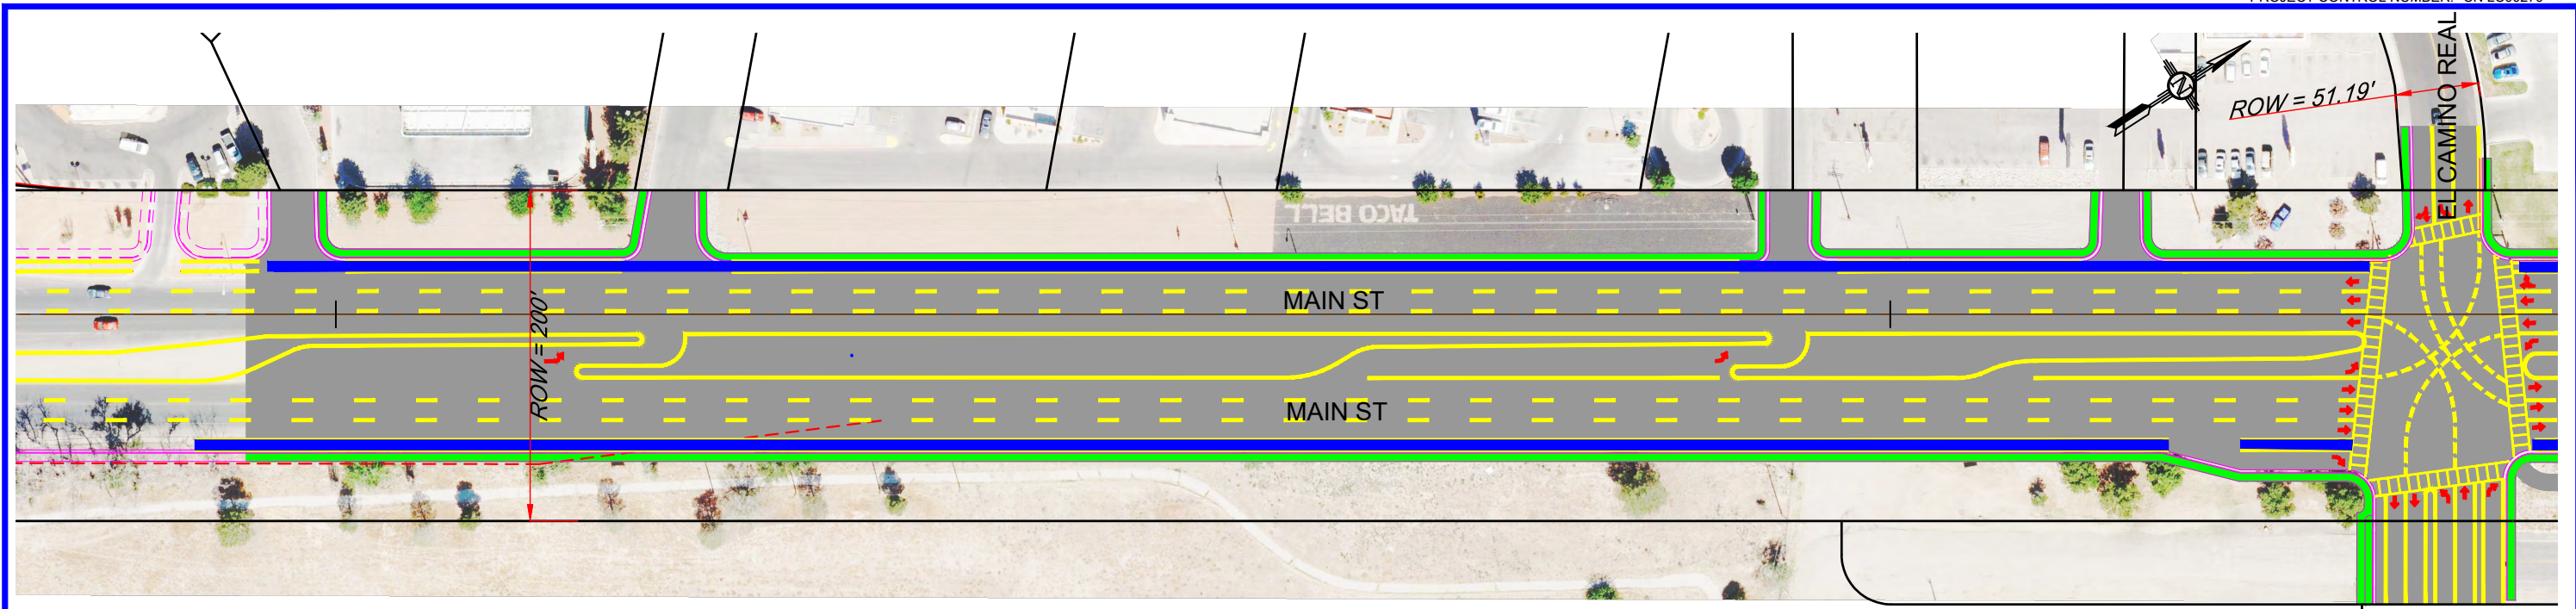 EL CAMINO REAL
N
ROW = 51.19'
TACO BELL
ROW = 200'
MAIN ST
MAIN ST